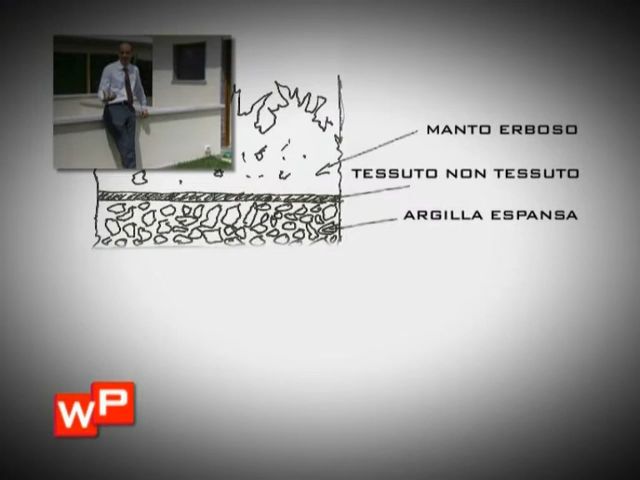 MANTO ERBOSO
TESSUTO NON TESSUTO
ARGILLA ESPANSA
WP